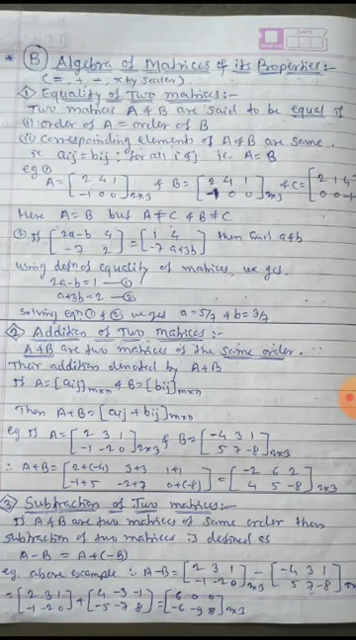 * (B) Algebra of Matrices & its Properties:-
(=, +, -, × by scalar).
① Equality of Two matrices:-
Two matrices A & B are said to be equal if
(i) order of A = order of B
(ii) corresponding elements of A & B are same.
ie. aij = bij ; for all i & j ie. A = B
eg ① A = [2 4 1 / -1 0 0]2×3 & B = [2 4 1 / -1 0 0]2×3 & C = [2 1 4 / 0 0 -1
Here A = B but A ≠ C & B ≠ C
② If [2a-b 4 / -7 2] = [1 4 / -7 a+3b] then find a & b
using defn of equality of matrices, we get.
2a-b = 1 — ①
a+3b = 2 — ②
Solving eqn ① & ② we get a = 5/7 & b = 3/7
② Addition of Two matrices:-
A & B are two matrices of the same order.
Their addition denoted by A+B
If A = [aij]m×n & B = [bij]m×n
Then A+B = [aij + bij]m×n
eg If A = [2 3 1 / -1 -2 0]2×3 & B = [-4 3 1 / 5 7 -8]2×3
∴ A+B = [2+(-4) 3+3 1+1 / -1+5 -2+7 0+(-8)] = [-2 6 2 / 4 5 -8]2×3
③ Subtraction of Two matrices:-
If A & B are two matrices of same order then
subtraction of two matrices is defined as
A-B = A+(-B)
eg. above example ∴ A-B = [2 3 1 / -1 -2 0]2×3 - [-4 3 1 / 5 7 -8]
= [2 3 1 / -1 -2 0] + [4 -3 -1 / -5 -7 8] = [6 0 0 / -6 -9 8]2×3